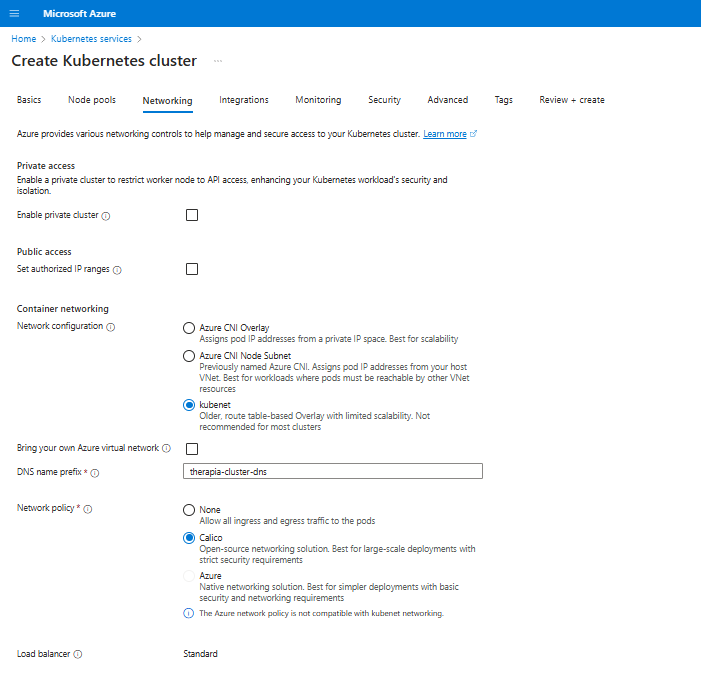 Microsoft Azure
Home > Kubernetes services >
Create Kubernetes cluster ...
Basics Node pools Networking Integrations Monitoring Security Advanced Tags Review + create
Azure provides various networking controls to help manage and secure access to your Kubernetes cluster. Learn more
Private access
Enable a private cluster to restrict worker node to API access, enhancing your Kubernetes workload's security and
isolation.
Enable private cluster
Public access
Set authorized IP ranges
Container networking
Network configuration
Azure CNI Overlay
Assigns pod IP addresses from a private IP space. Best for scalability
Azure CNI Node Subnet
Previously named Azure CNI. Assigns pod IP addresses from your host
VNet. Best for workloads where pods must be reachable by other VNet
resources
kubenet
Older, route table-based Overlay with limited scalability. Not
recommended for most clusters
Bring your own Azure virtual network
DNS name prefix *
therapia-cluster-dns
Network policy *
None
Allow all ingress and egress traffic to the pods
Calico
Open-source networking solution. Best for large-scale deployments with
strict security requirements
Azure
Native networking solution. Best for simpler deployments with basic
security and networking requirements
The Azure network policy is not compatible with kubenet networking.
Load balancer
Standard